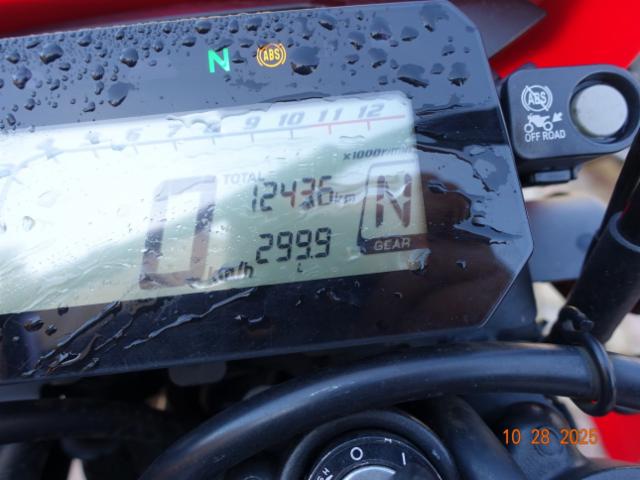 N (ABS)
7 8 9 10 11 12
x1000r/min
TOTAL 12436 km
0 km/h
299.9
L
N
GEAR
ABS
OFF ROAD
10 28 2025